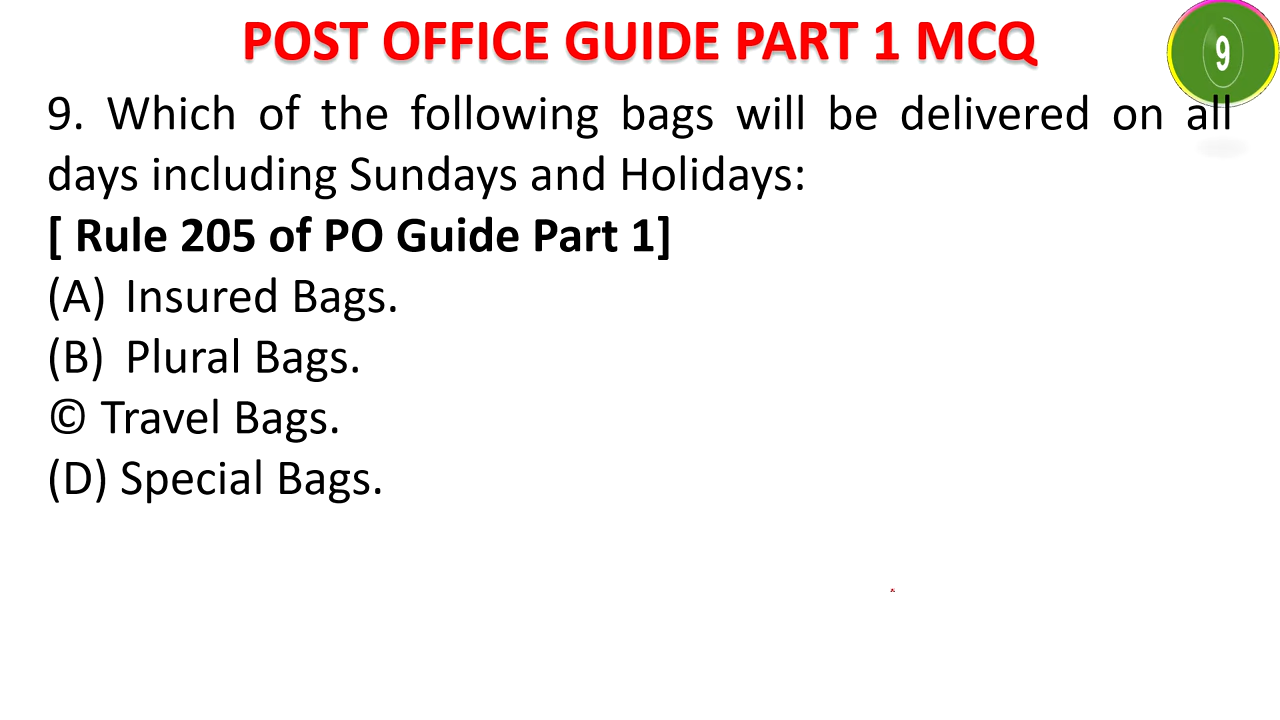 POST OFFICE GUIDE PART 1 MCQ
9
9. Which of the following bags will be delivered on all
days including Sundays and Holidays:
[ Rule 205 of PO Guide Part 1]
(A) Insured Bags.
(B) Plural Bags.
© Travel Bags.
(D) Special Bags.